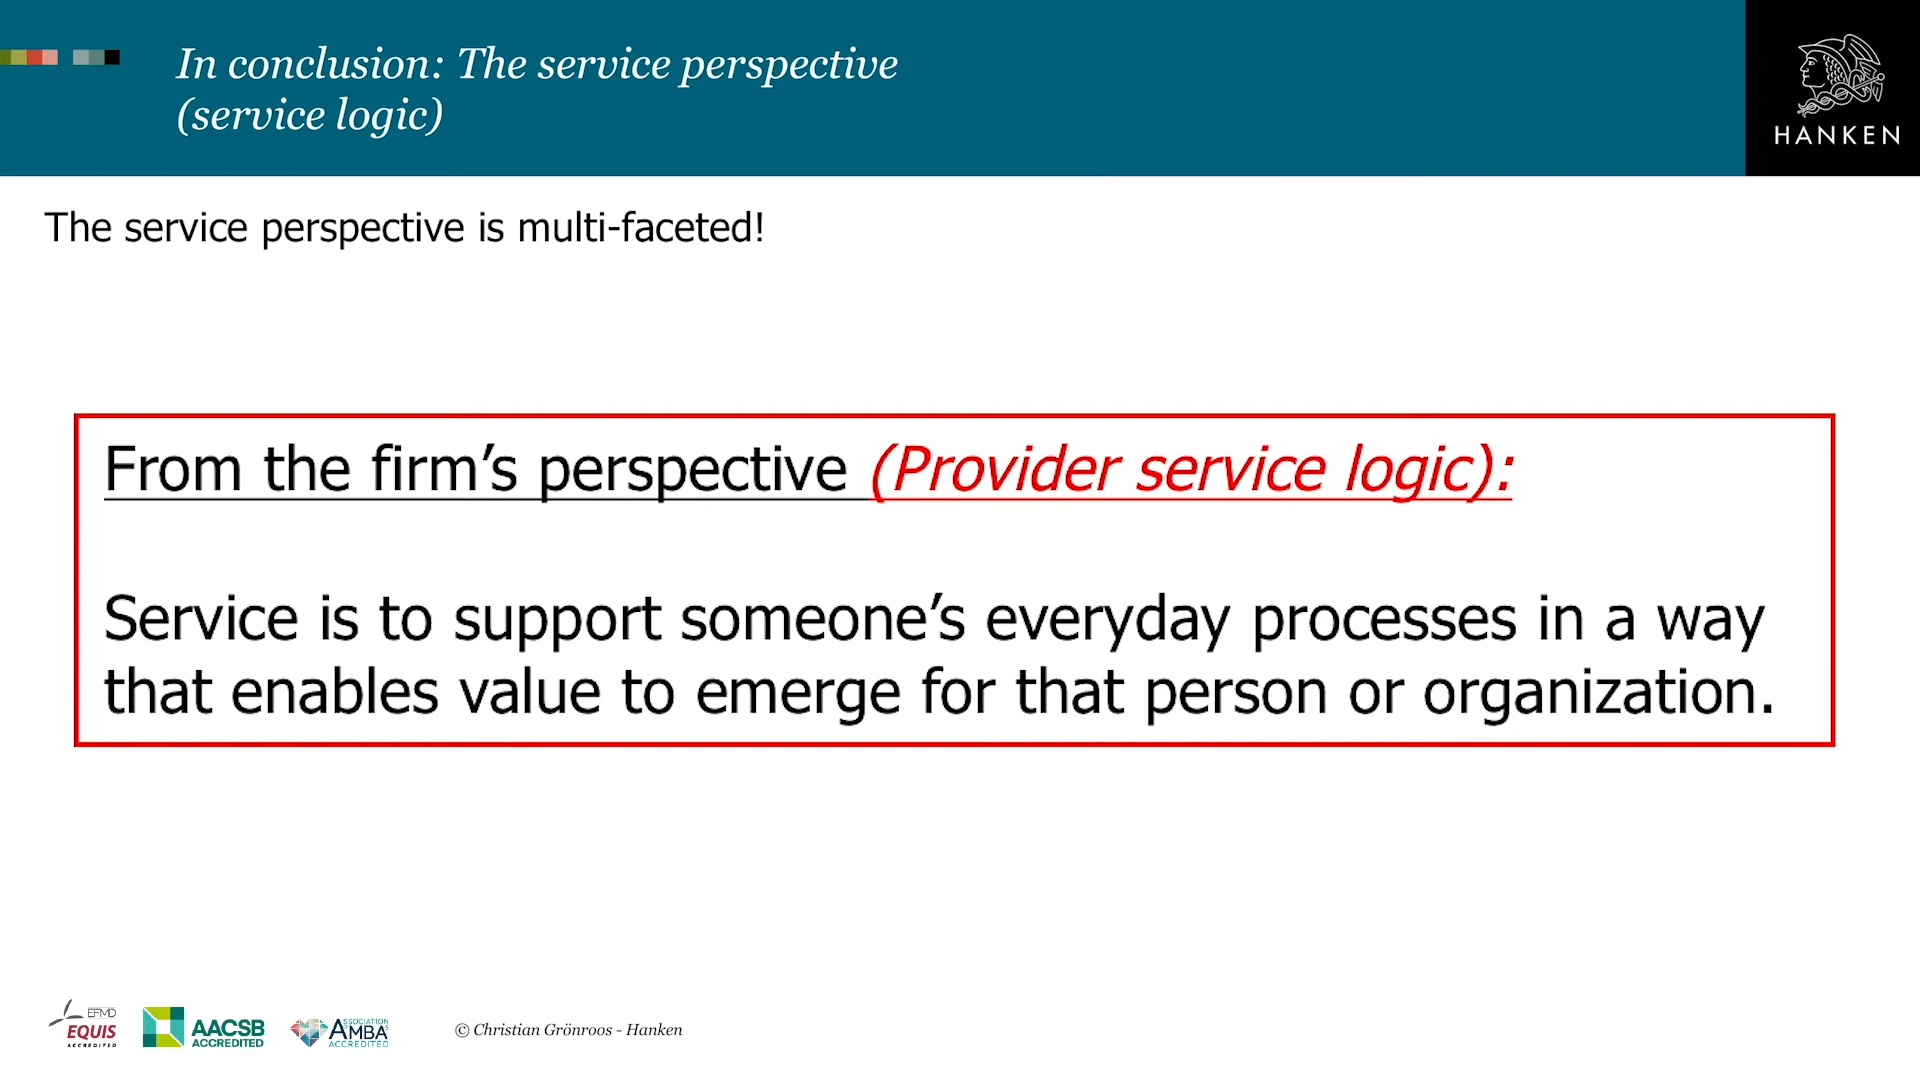 In conclusion: The service perspective
(service logic)
HANKEN
The service perspective is multi-faceted!
From the firm’s perspective (Provider service logic):
Service is to support someone’s everyday processes in a way
that enables value to emerge for that person or organization.
EFMD
EQUIS
ACCREDITED
AACSB
ACCREDITED
ASSOCIATION
AMBA
ACCREDITED
© Christian Grönroos - Hanken